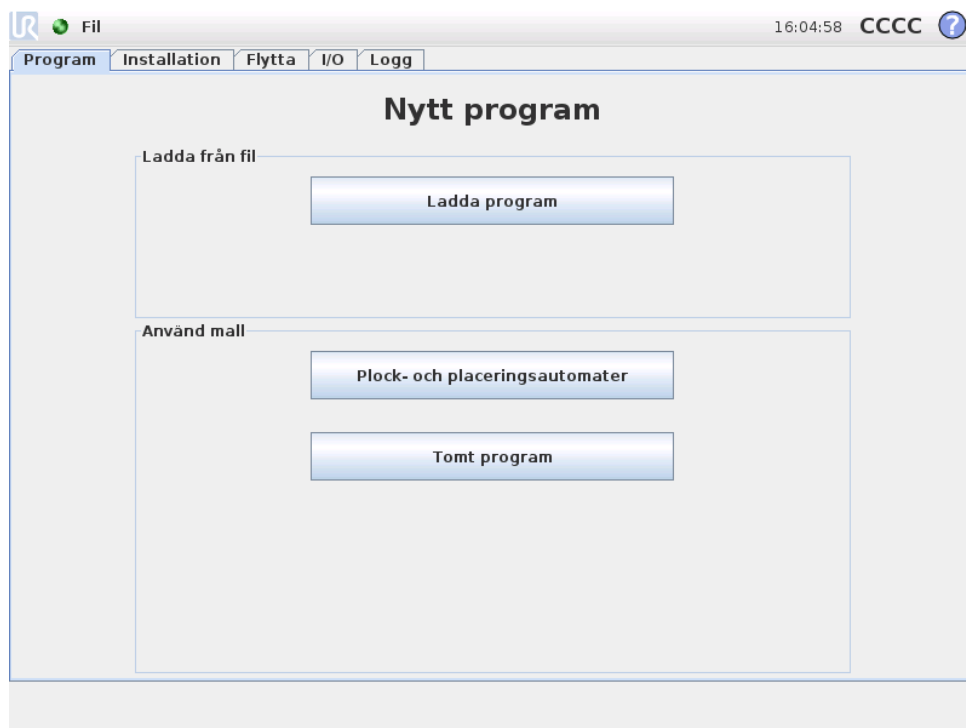 UR Fil 16:04:58 CCCC ?
Program Installation Flytta I/O Logg
Nytt program
Ladda från fil
Ladda program
Använd mall
Plock- och placeringsautomater
Tomt program